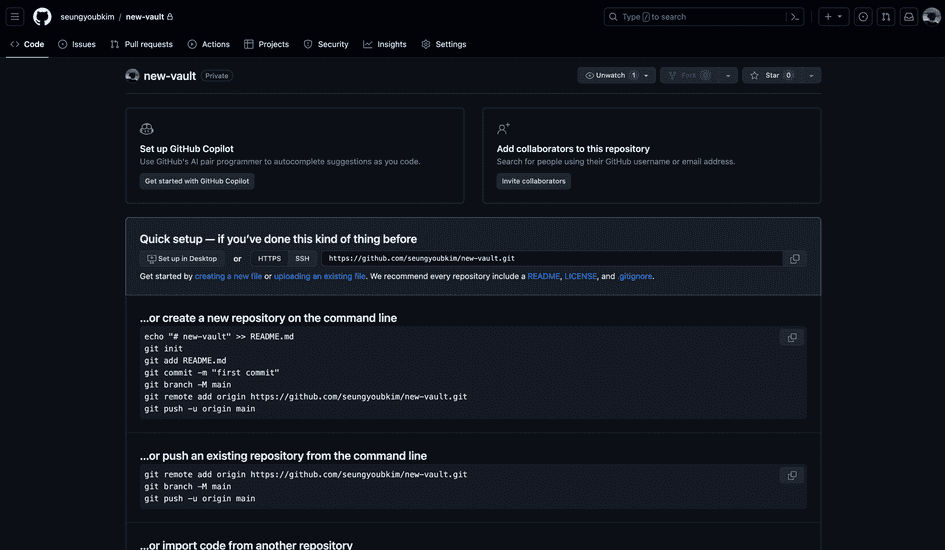 seungyoubkim / new-vault
Type / to search
Code Issues Pull requests Actions Projects Security Insights Settings
new-vault Private
Unwatch 1 Fork 0 Star 0
Set up GitHub Copilot
Use GitHub's AI pair programmer to autocomplete suggestions as you code.
Get started with GitHub Copilot
Add collaborators to this repository
Search for people using their GitHub username or email address.
Invite collaborators
Quick setup — if you've done this kind of thing before
Set up in Desktop or HTTPS SSH https://github.com/seungyoubkim/new-vault.git
Get started by creating a new file or uploading an existing file. We recommend every repository include a README, LICENSE, and .gitignore.
…or create a new repository on the command line
echo "# new-vault" >> README.md
git init
git add README.md
git commit -m "first commit"
git branch -M main
git remote add origin https://github.com/seungyoubkim/new-vault.git
git push -u origin main
…or push an existing repository from the command line
git remote add origin https://github.com/seungyoubkim/new-vault.git
git branch -M main
git push -u origin main
…or import code from another repository